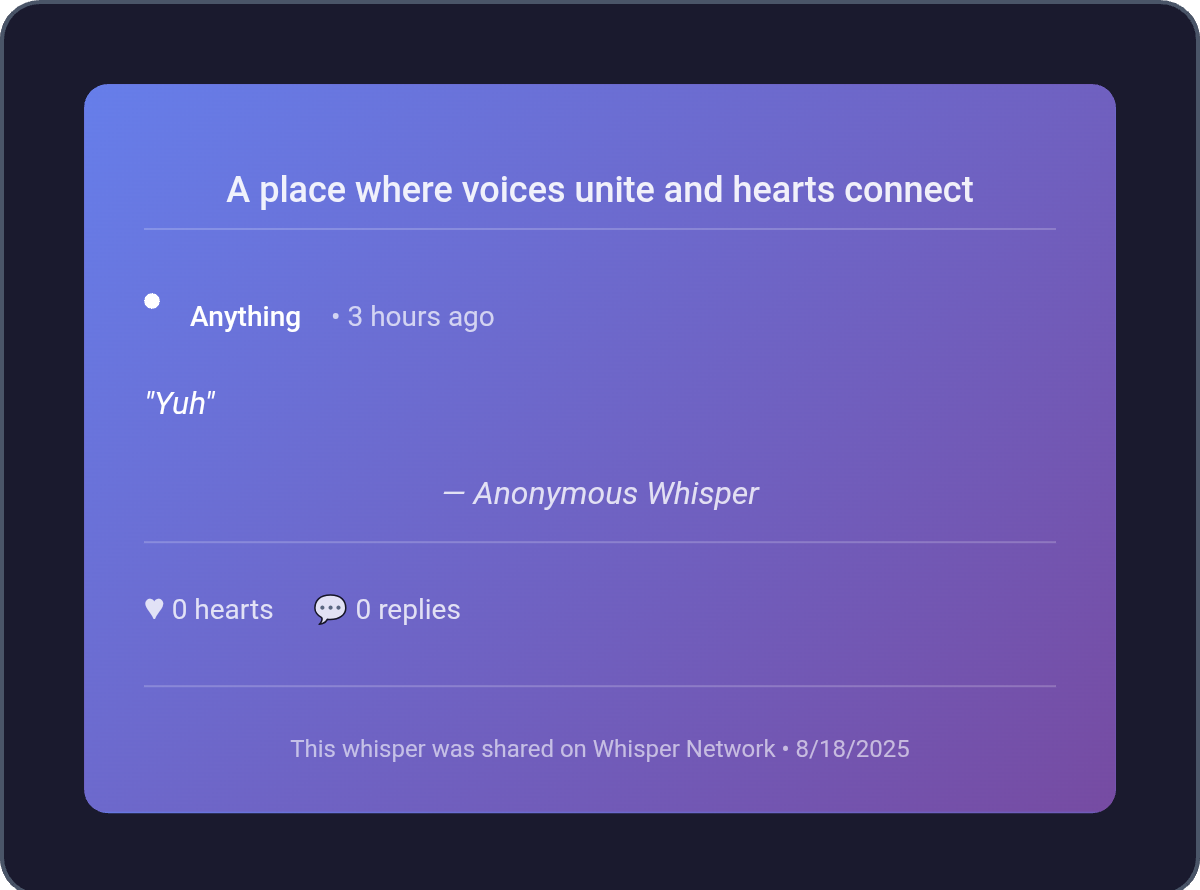 A place where voices unite and hearts connect
Anything • 3 hours ago
"Yuh"
— Anonymous Whisper
♥ 0 hearts 💬 0 replies
This whisper was shared on Whisper Network • 8/18/2025